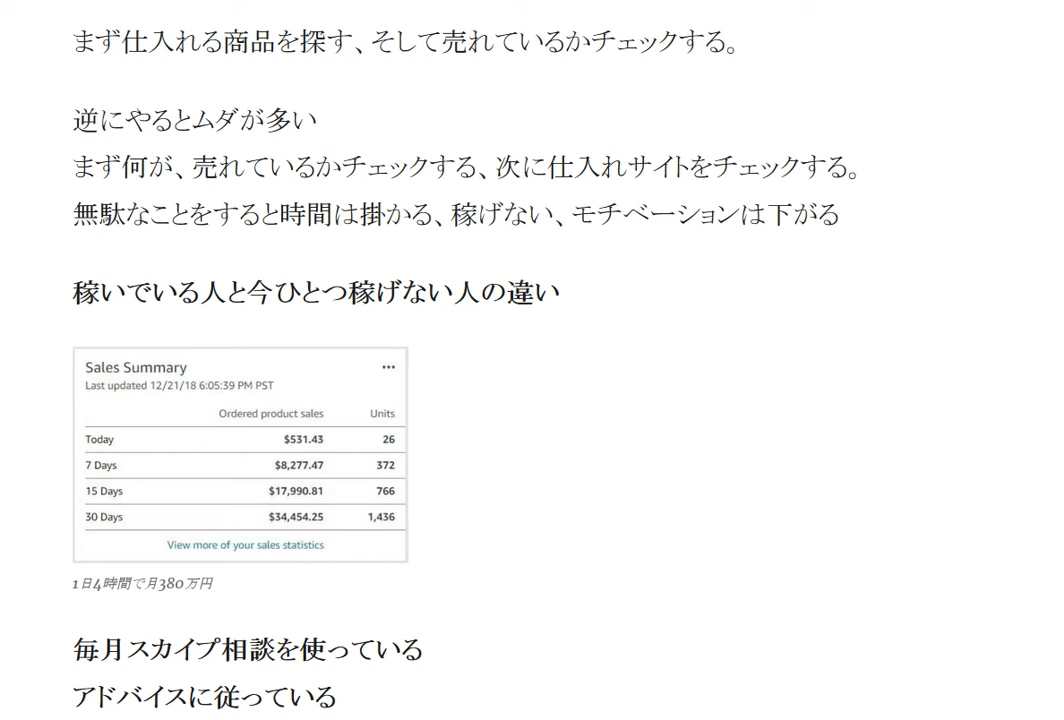 まず仕入れる商品を探す、そして売れているかチェックする。
逆にやるとムダが多い
まず何が、売れているかチェックする、次に仕入れサイトをチェックする。
無駄なことをすると時間は掛かる、稼げない、モチベーションは下がる
稼いでいる人と今ひとつ稼げない人の違い
Sales Summary
Last updated 12/21/18 6:05:39 PM PST
Ordered product sales Units
Today $531.43 26
7 Days $8,277.47 372
15 Days $17,990.81 766
30 Days $34,454.25 1,436
View more of your sales statistics
1日4時間で月380万円
毎月スカイプ相談を使っている
アドバイスに従っている